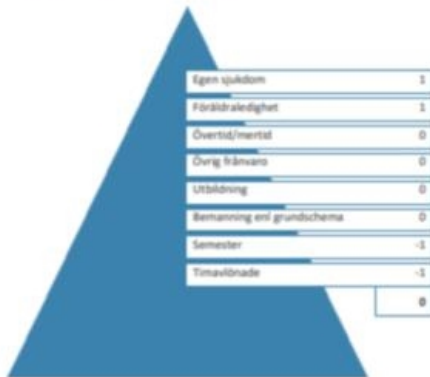 Egen sjukdom 1
Föräldraledighet 1
Övertid/mertid 0
Övrig frånvaro 0
Utbildning 0
Bemanning enl grundschema 0
Semester -1
Timavlönade -1
0